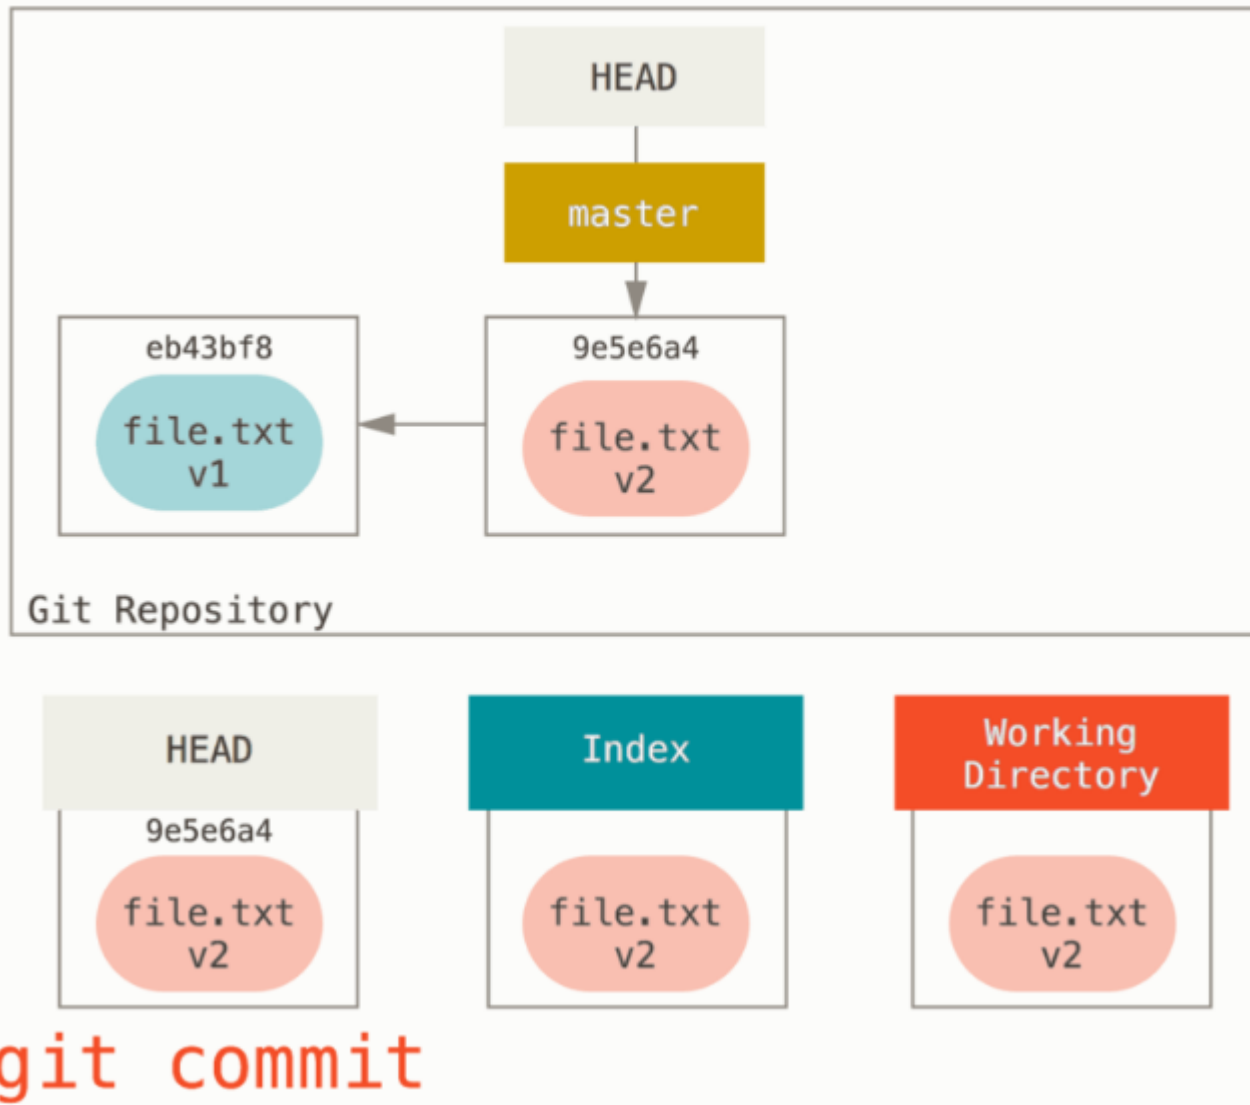 HEAD
master
eb43bf8
file.txt
v1
9e5e6a4
file.txt
v2
Git Repository
HEAD
9e5e6a4
file.txt
v2
Index
file.txt
v2
Working
Directory
file.txt
v2
git commit